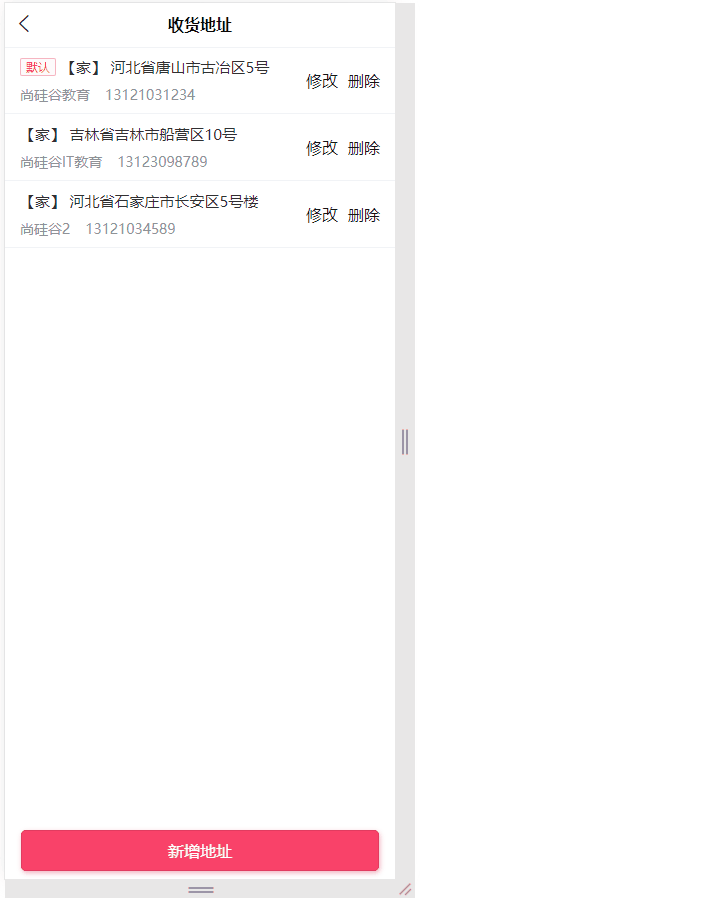 收货地址
默认 【家】 河北省唐山市古冶区5号
尚硅谷教育 13121031234
修改 删除
【家】 吉林省吉林市船营区10号
尚硅谷IT教育 13123098789
修改 删除
【家】 河北省石家庄市长安区5号楼
尚硅谷2 13121034589
修改 删除
新增地址